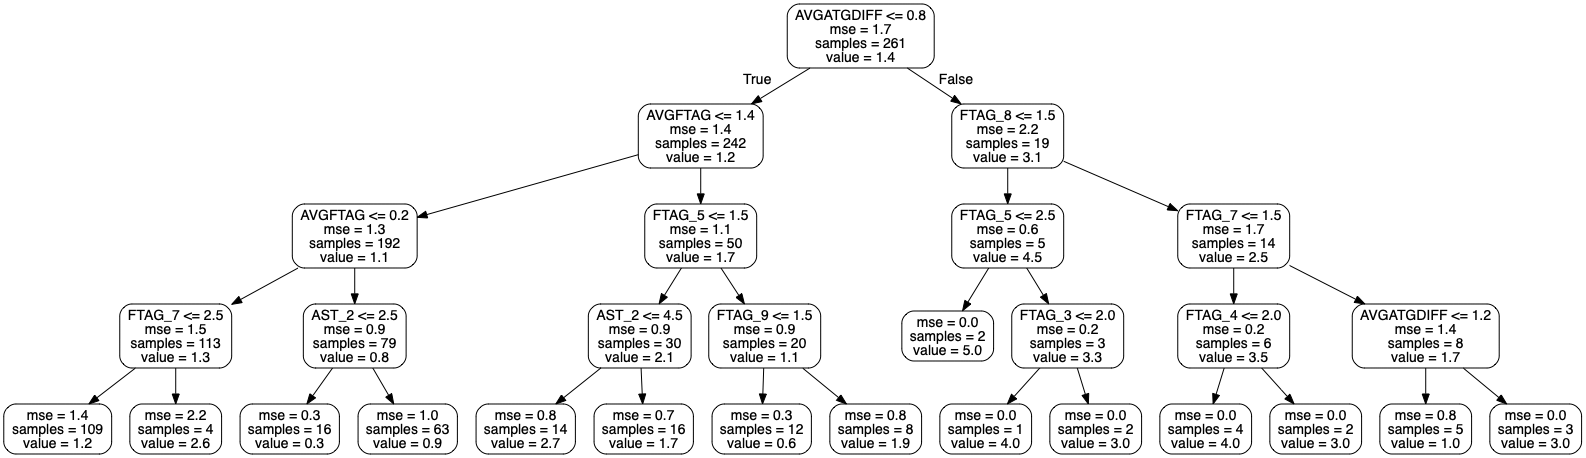 AVGATGDIFF <= 0.8
mse = 1.7
samples = 261
value = 1.4
True
False
AVGFTAG <= 1.4
mse = 1.4
samples = 242
value = 1.2
FTAG_8 <= 1.5
mse = 2.2
samples = 19
value = 3.1
AVGFTAG <= 0.2
mse = 1.3
samples = 192
value = 1.1
FTAG_5 <= 1.5
mse = 1.1
samples = 50
value = 1.7
FTAG_5 <= 2.5
mse = 0.6
samples = 5
value = 4.5
FTAG_7 <= 1.5
mse = 1.7
samples = 14
value = 2.5
FTAG_7 <= 2.5
mse = 1.5
samples = 113
value = 1.3
AST_2 <= 2.5
mse = 0.9
samples = 79
value = 0.8
AST_2 <= 4.5
mse = 0.9
samples = 30
value = 2.1
FTAG_9 <= 1.5
mse = 0.9
samples = 20
value = 1.1
mse = 0.0
samples = 2
value = 5.0
FTAG_3 <= 2.0
mse = 0.2
samples = 3
value = 3.3
FTAG_4 <= 2.0
mse = 0.2
samples = 6
value = 3.5
AVGATGDIFF <= 1.2
mse = 1.4
samples = 8
value = 1.7
mse = 1.4
samples = 109
value = 1.2
mse = 2.2
samples = 4
value = 2.6
mse = 0.3
samples = 16
value = 0.3
mse = 1.0
samples = 63
value = 0.9
mse = 0.8
samples = 14
value = 2.7
mse = 0.7
samples = 16
value = 1.7
mse = 0.3
samples = 12
value = 0.6
mse = 0.8
samples = 8
value = 1.9
mse = 0.0
samples = 1
value = 4.0
mse = 0.0
samples = 2
value = 3.0
mse = 0.0
samples = 4
value = 4.0
mse = 0.0
samples = 2
value = 3.0
mse = 0.8
samples = 5
value = 1.0
mse = 0.0
samples = 3
value = 3.0